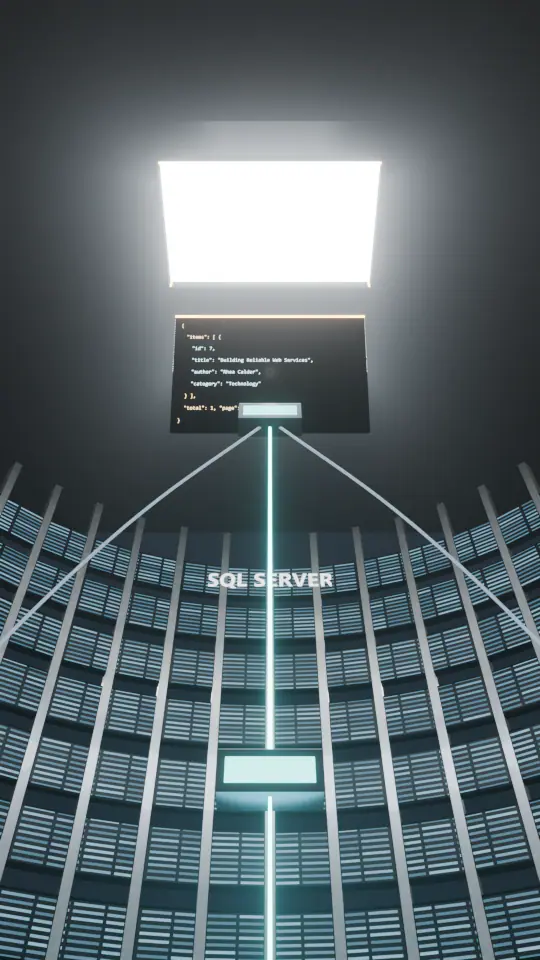 {
"items": [ {
"id": 7,
"title": "Building Reliable Web Services",
"author": "Rhea Calder",
"category": "Technology"
} ],
"total": 1, "page"
}
SQL SERVER